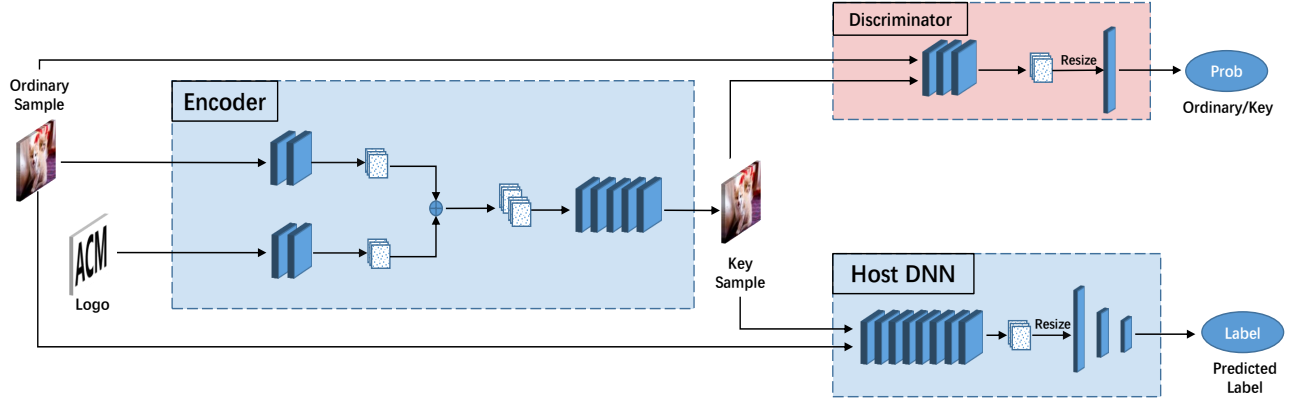 Discriminator
Ordinary
Sample
Encoder
Resize
Prob
Ordinary/Key
ACM
Logo
Key
Sample
Host DNN
Resize
Label
Predicted
Label